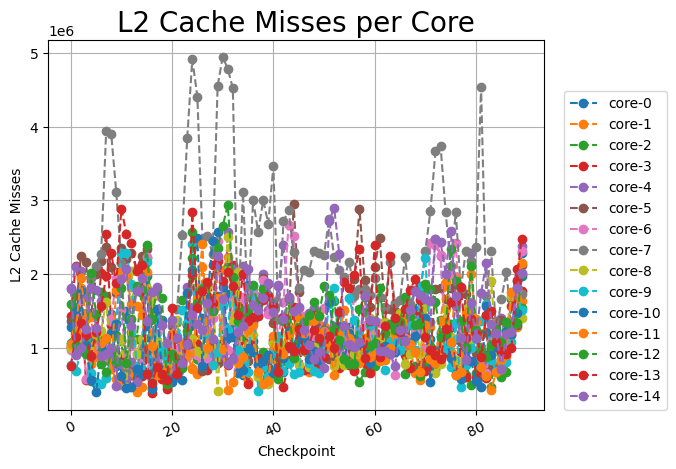 L2 Cache Misses per Core
1e6
5
4
3
2
1
L2 Cache Misses
0
20
40
60
80
Checkpoint
core-0
core-1
core-2
core-3
core-4
core-5
core-6
core-7
core-8
core-9
core-10
core-11
core-12
core-13
core-14